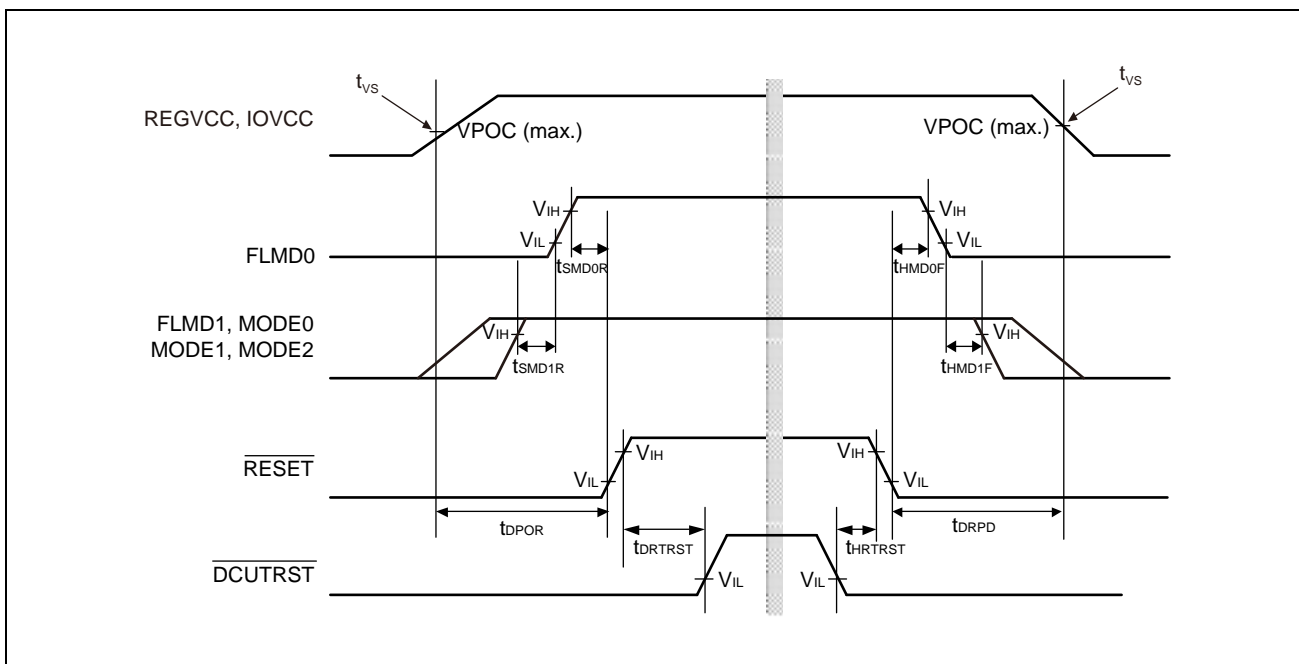 tVS
tVS
REGVCC, IOVCC
VPOC (max.)
VPOC (max.)
VIH
VIH
VIL
VIL
FLMD0
tSMD0R
tHMD0F
FLMD1, MODE0
MODE1, MODE2
VIH
VIH
tSMD1R
tHMD1F
RESET
VIH
VIH
VIL
VIL
tDPOR
tDRTRST
tHRTRST
tDRPD
DCUTRST
VIL
VIL